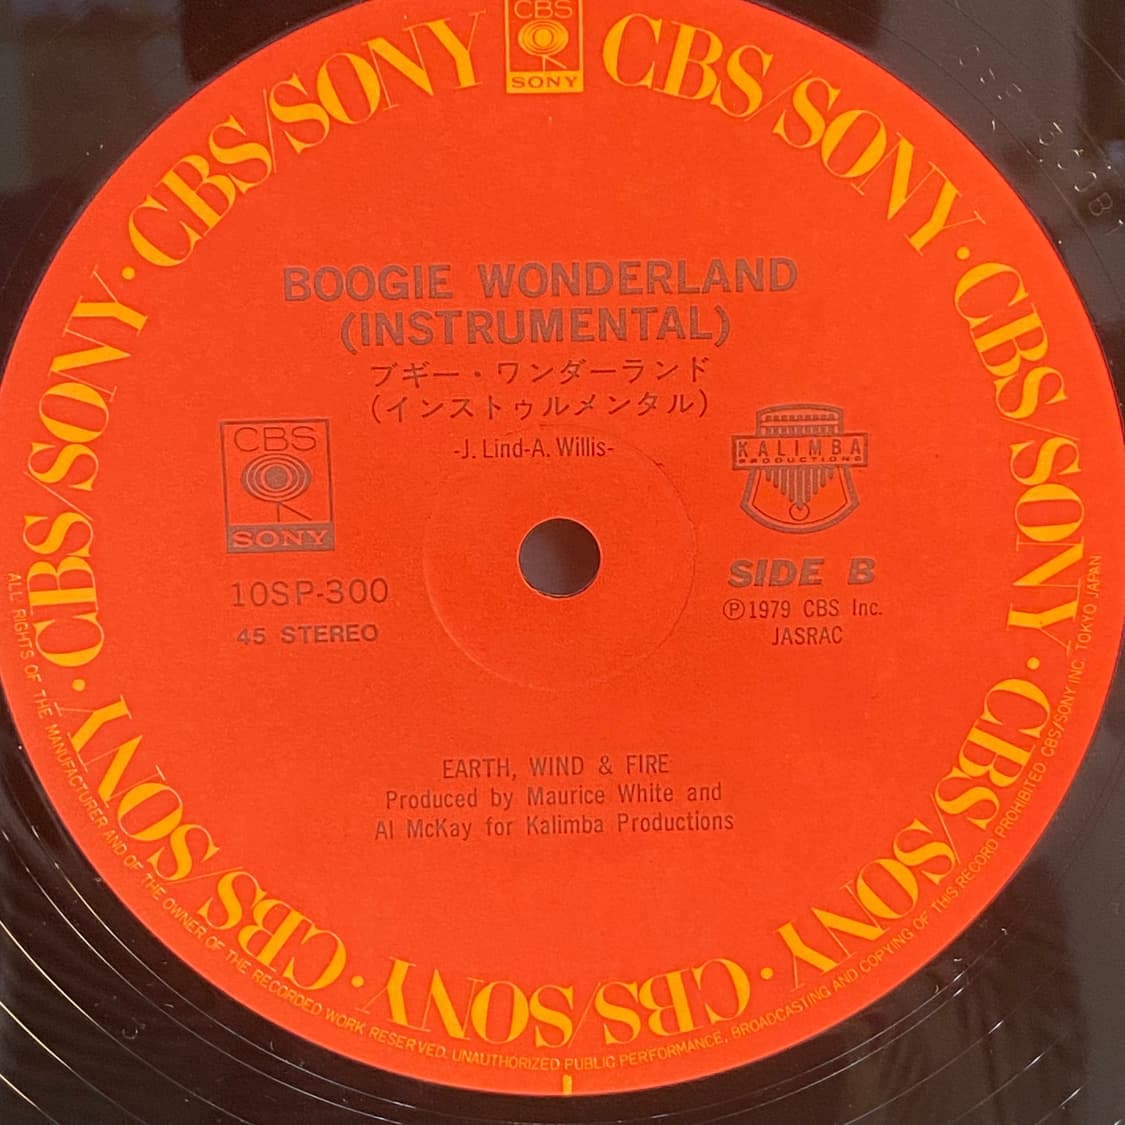 CBS
SONY
CBS/SONY · CBS/SONY · CBS/SONY · CBS/SONY · CBS/SONY · CBS/SONY · CBS/SONY · CBS/SONY
BOOGIE WONDERLAND
(INSTRUMENTAL)
ブギー・ワンダーランド
(インストゥルメンタル)
-J. Lind-A. Willis-
CBS
SONY
10SP-300
45 STEREO
KALIMBA
PRODUCTIONS
SIDE B
Ⓟ1979 CBS Inc.
JASRAC
EARTH, WIND & FIRE
Produced by Maurice White and
Al McKay for Kalimba Productions
ALL RIGHTS OF THE MANUFACTURER AND OF THE OWNER OF THE RECORDED WORK RESERVED. UNAUTHORIZED PUBLIC PERFORMANCE, BROADCASTING AND COPYING OF THIS RECORD PROHIBITED. CBS/SONY INC. TOKYO JAPAN